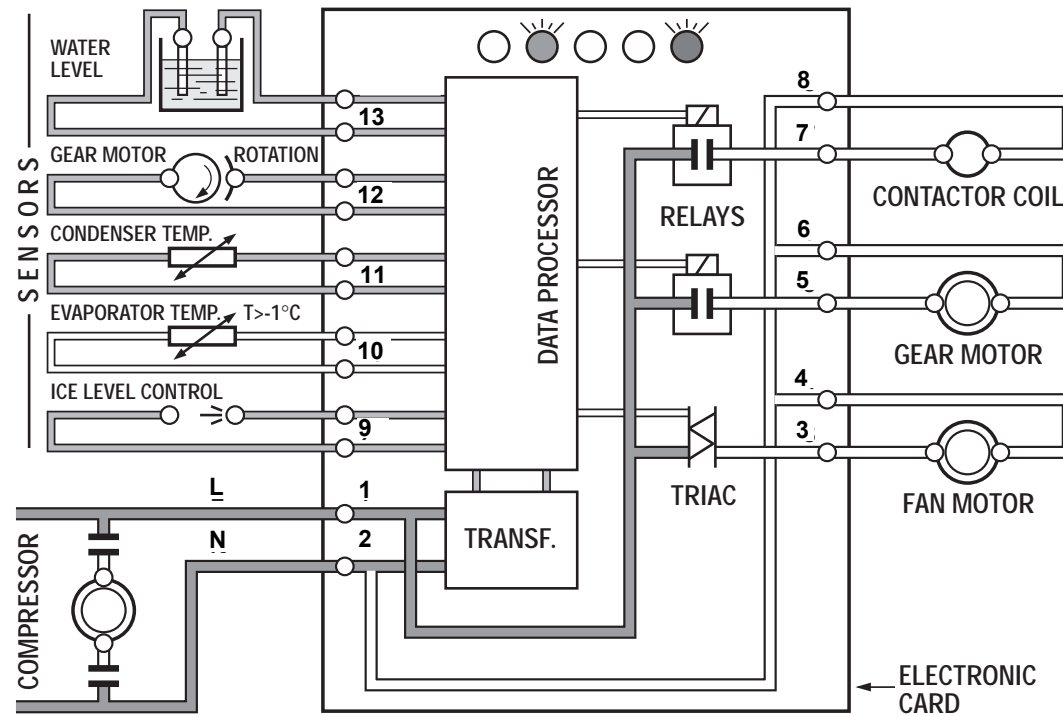 SENSORS
WATER
LEVEL
13
GEAR MOTOR ROTATION
12
CONDENSER TEMP.
11
EVAPORATOR TEMP. T>-1°C
10
ICE LEVEL CONTROL
9
L
1
N
2
COMPRESSOR
DATA PROCESSOR
TRANSF.
RELAYS
TRIAC
8
7
CONTACTOR COIL
6
5
GEAR MOTOR
4
3
FAN MOTOR
ELECTRONIC
CARD